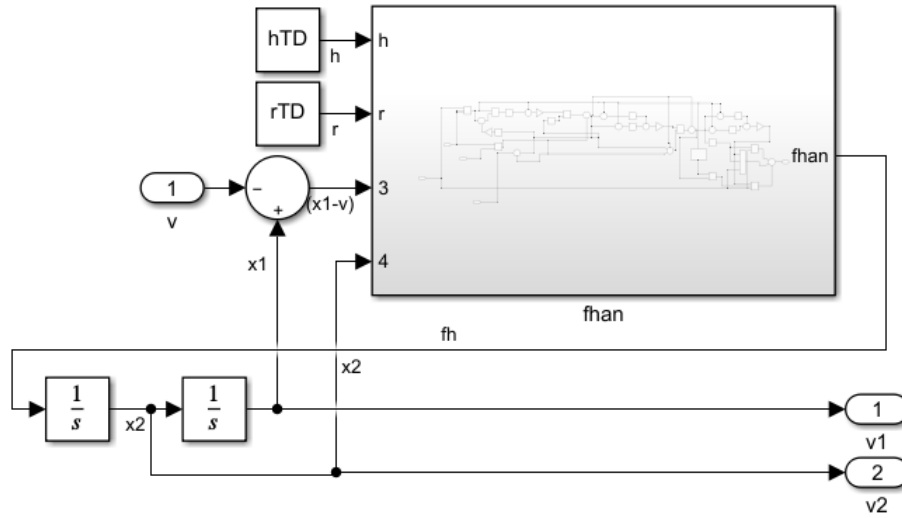 hTD
h
h
rTD
r
r
fhan
1
v
−
+
(x1-v)
3
x1
4
fhan
fh
x2
1
s
x2
1
s
1
v1
2
v2